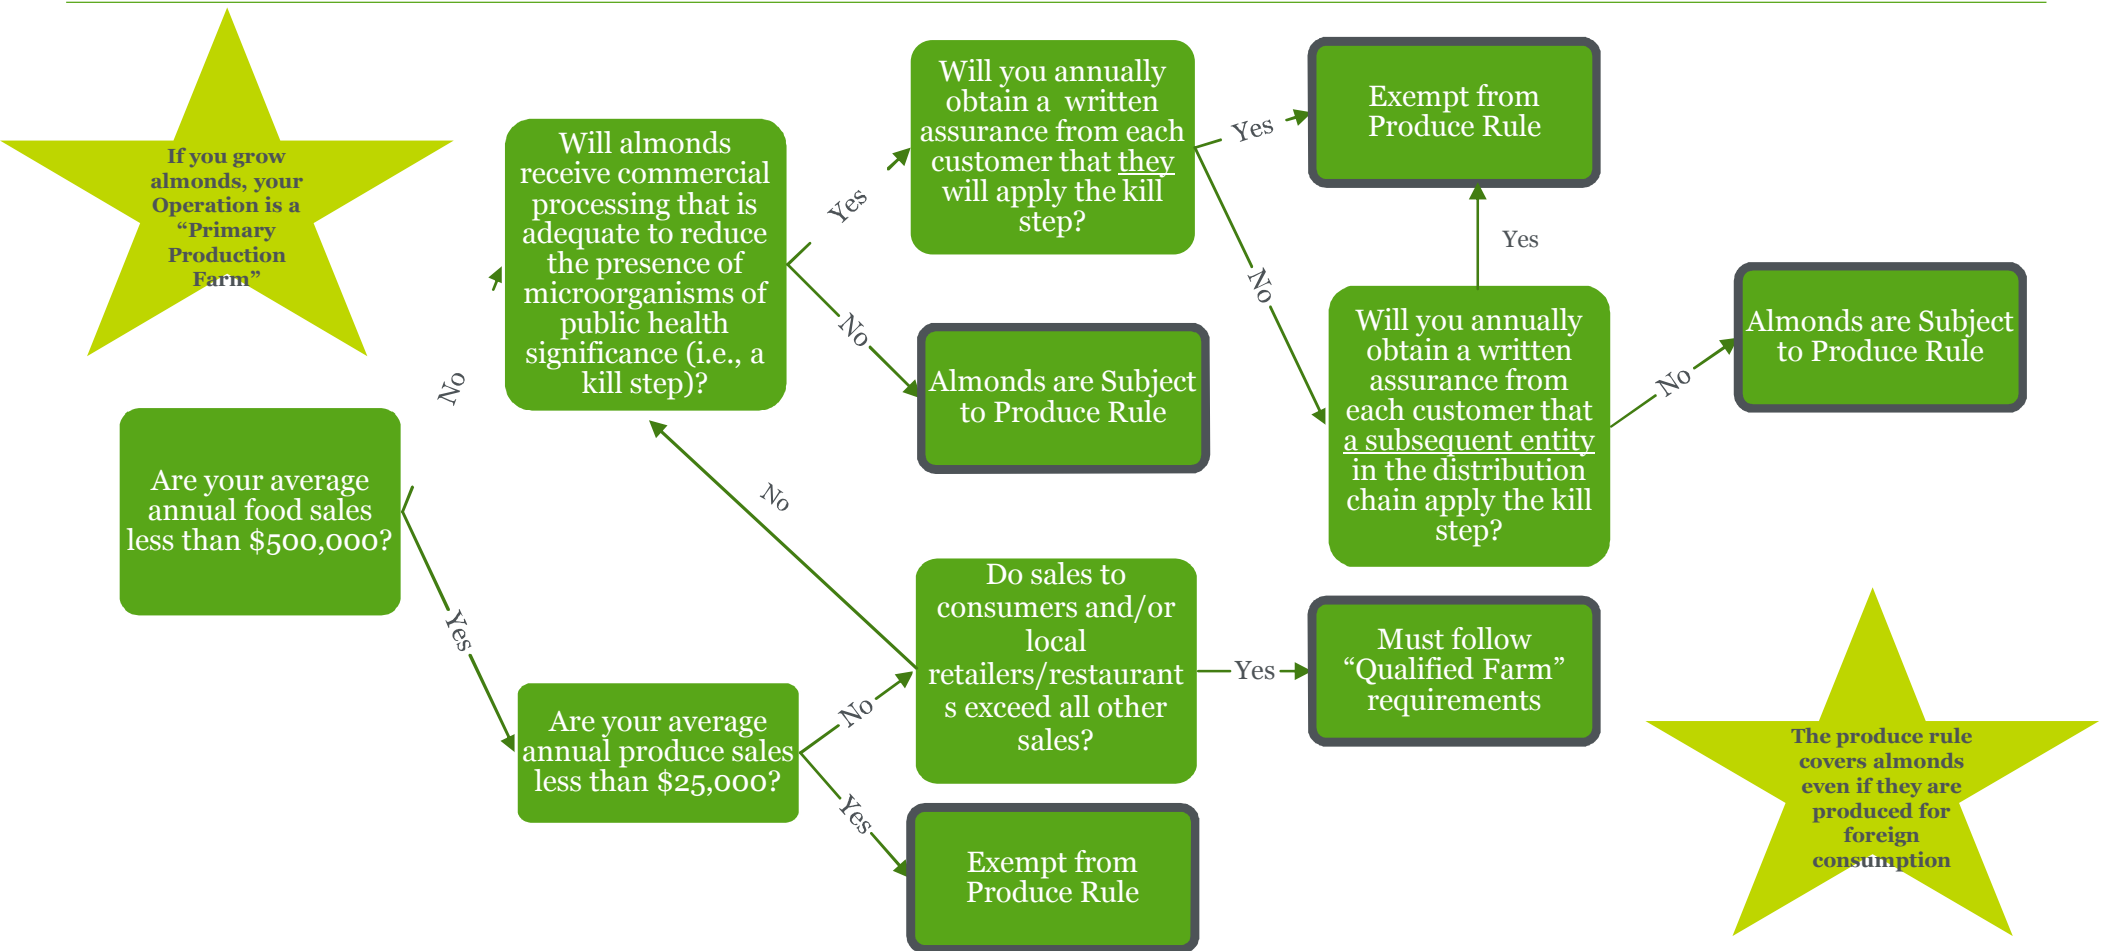 If you grow
almonds, your
Operation is a
“Primary
Production
Farm”
Are your average
annual food sales
less than $500,000?
No
Yes
Will almonds
receive commercial
processing that is
adequate to reduce
the presence of
microorganisms of
public health
significance (i.e., a
kill step)?
Yes
No
Will you annually
obtain a written
assurance from each
customer that they
will apply the kill
step?
Yes
No
Exempt from
Produce Rule
Almonds are Subject
to Produce Rule
Yes
Will you annually
obtain a written
assurance from
each customer that
a subsequent entity
in the distribution
chain apply the kill
step?
No
Almonds are Subject
to Produce Rule
Are your average
annual produce sales
less than $25,000?
No
Yes
No
Do sales to
consumers and/or
local
retailers/restaurant
s exceed all other
sales?
Yes
Must follow
“Qualified Farm”
requirements
Exempt from
Produce Rule
The produce rule
covers almonds
even if they are
produced for
foreign
consumption